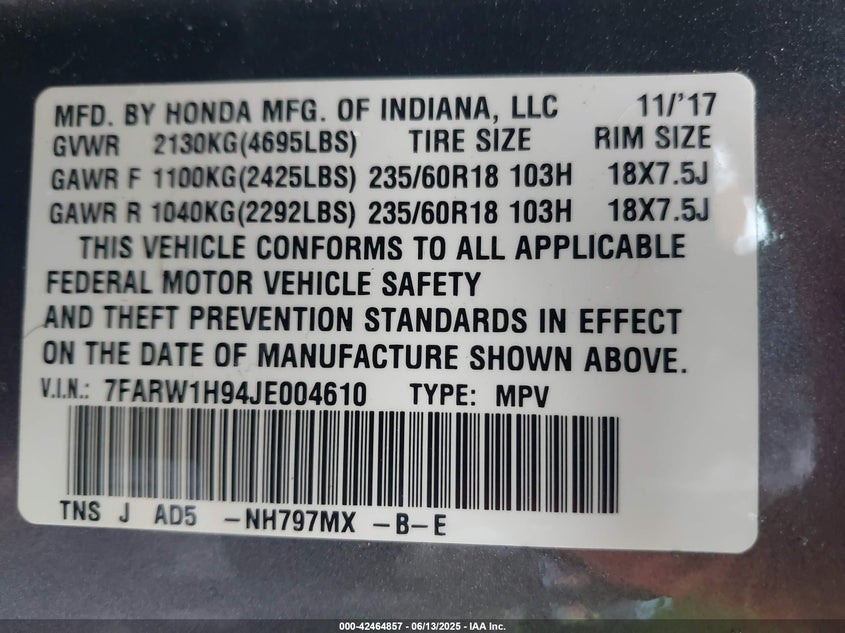 MFD. BY HONDA MFG. OF INDIANA, LLC 11/'17
GVWR 2130KG(4695LBS) TIRE SIZE RIM SIZE
GAWR F 1100KG(2425LBS) 235/60R18 103H 18X7.5J
GAWR R 1040KG(2292LBS) 235/60R18 103H 18X7.5J
THIS VEHICLE CONFORMS TO ALL APPLICABLE
FEDERAL MOTOR VEHICLE SAFETY
AND THEFT PREVENTION STANDARDS IN EFFECT
ON THE DATE OF MANUFACTURE SHOWN ABOVE.
V.I.N.: 7FARW1H94JE004610 TYPE: MPV
TNS J AD5 -NH797MX -B-E
000-42464857 - 06/13/2025 - IAA Inc.